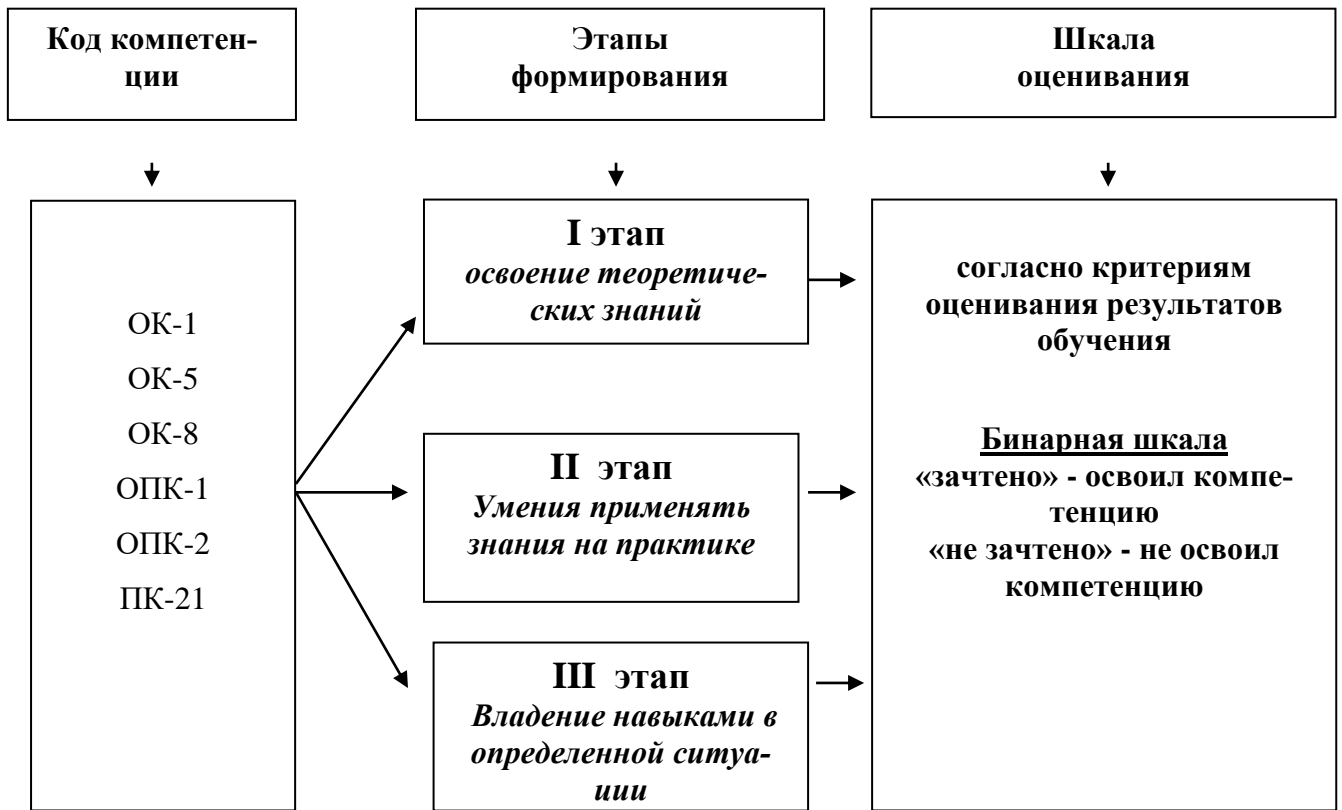 Код компетен-
ции
Этапы
формирования
Шкала
оценивания
ОК-1
ОК-5
ОК-8
ОПК-1
ОПК-2
ПК-21
I этап
освоение теоретиче-
ских знаний
II этап
Умения применять
знания на практике
III этап
Владение навыками в
определенной ситуа-
ции
согласно критериям
оценивания результатов
обучения
Бинарная шкала
«зачтено» - освоил компе-
тенцию
«не зачтено» - не освоил
компетенцию